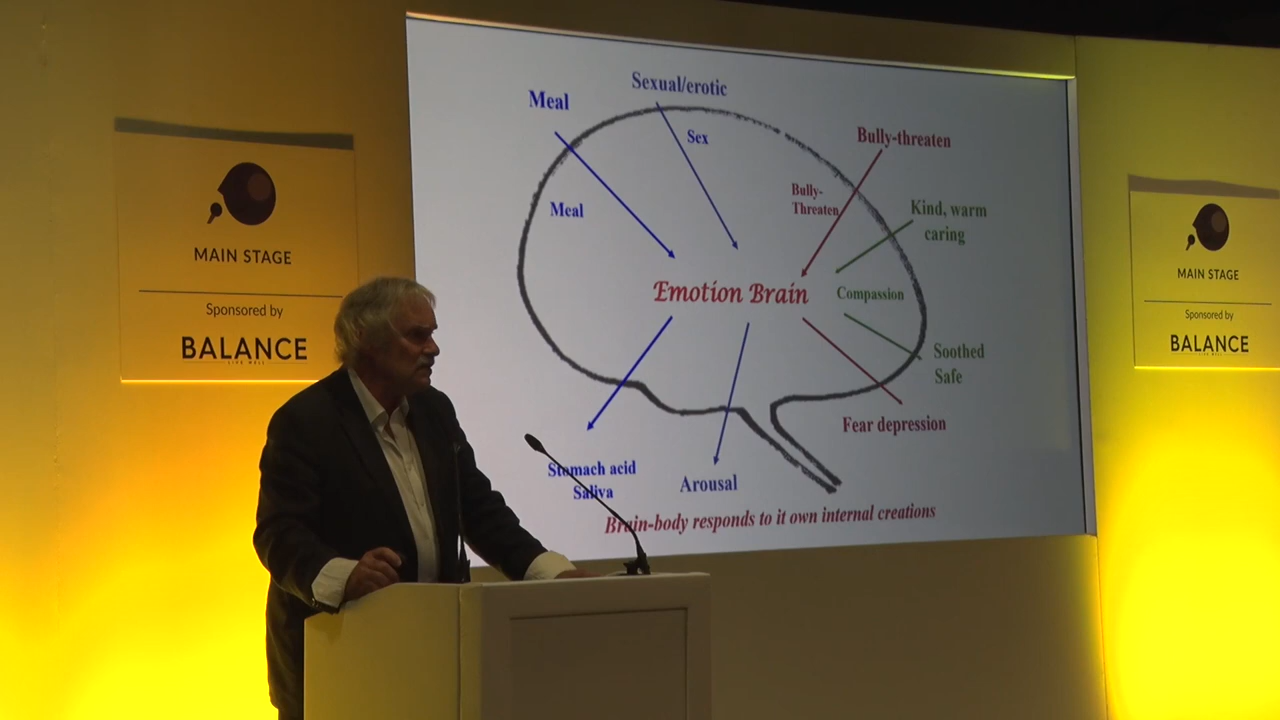 MAIN STAGE
Sponsored by
BALANCE
LIVE WELL
Meal
Sexual/erotic
Sex
Meal
Bully-threaten
Bully-
Threaten
Kind, warm
caring
Emotion Brain
Compassion
Soothed
Safe
Fear depression
Stomach acid
Saliva
Arousal
Brain-body responds to it own internal creations
MAIN STAGE
Sponsored by
BALANCE